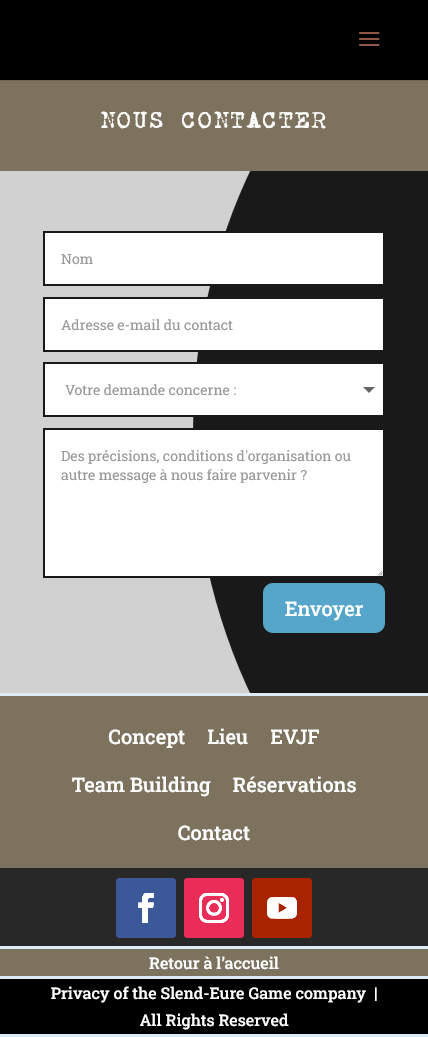 NOUS CONTACTER
Nom
Adresse e-mail du contact
Votre demande concerne :
Des précisions, conditions d'organisation ou
autre message à nous faire parvenir ?
Envoyer
Concept Lieu EVJF
Team Building Réservations
Contact
Retour à l'accueil
Privacy of the Slend-Eure Game company |
All Rights Reserved